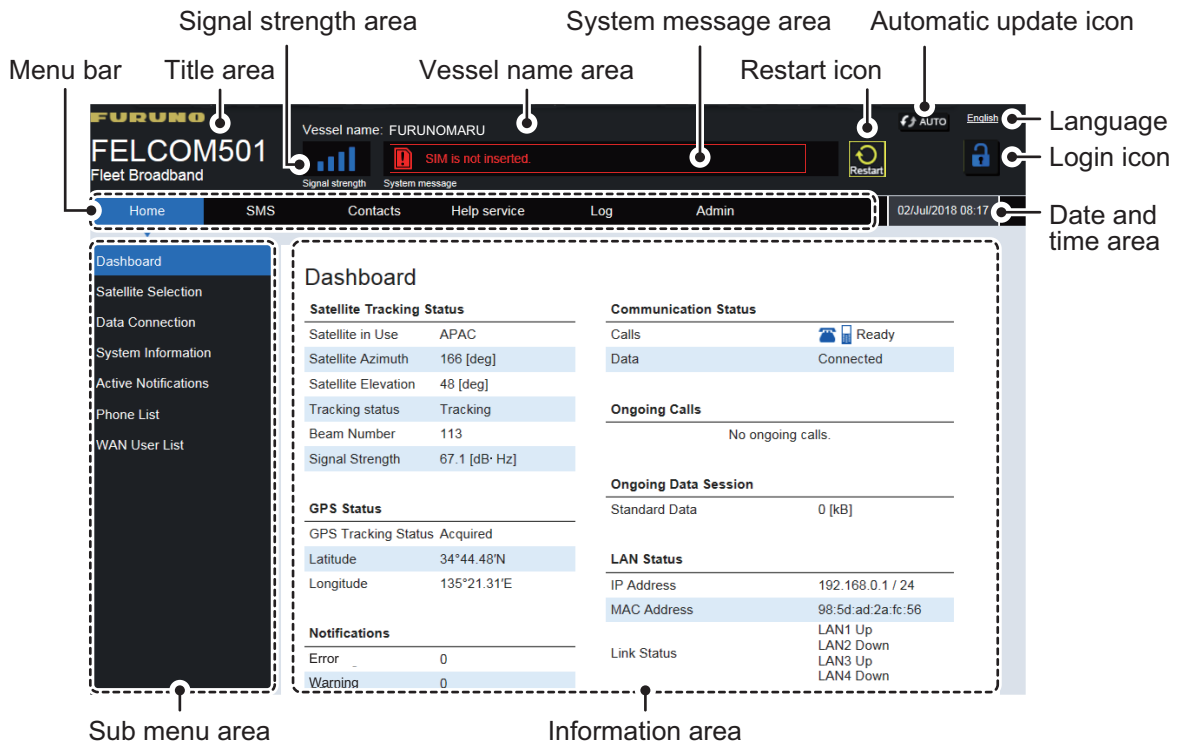 Signal strength area
System message area
Automatic update icon
Menu bar
Title area
Vessel name area
Restart icon
FURUNO
FELCOM501
Fleet Broadband
Vessel name: FURUNOMARU
SIM is not inserted.
Signal strength
System message
Restart
AUTO
English
Language
Login icon
Home
SMS
Contacts
Help service
Log
Admin
02/Jul/2018 08:17
Date and
time area
Dashboard
Satellite Selection
Data Connection
System Information
Active Notifications
Phone List
WAN User List
Dashboard
Satellite Tracking Status
Satellite in Use APAC
Satellite Azimuth 166 [deg]
Satellite Elevation 48 [deg]
Tracking status Tracking
Beam Number 113
Signal Strength 67.1 [dB· Hz]
GPS Status
GPS Tracking Status Acquired
Latitude 34°44.48'N
Longitude 135°21.31'E
Notifications
Error 0
Warning 0
Communication Status
Calls Ready
Data Connected
Ongoing Calls
No ongoing calls.
Ongoing Data Session
Standard Data 0 [kB]
LAN Status
IP Address 192.168.0.1 / 24
MAC Address 98:5d:ad:2a:fc:56
Link Status
LAN1 Up
LAN2 Down
LAN3 Up
LAN4 Down
Sub menu area
Information area